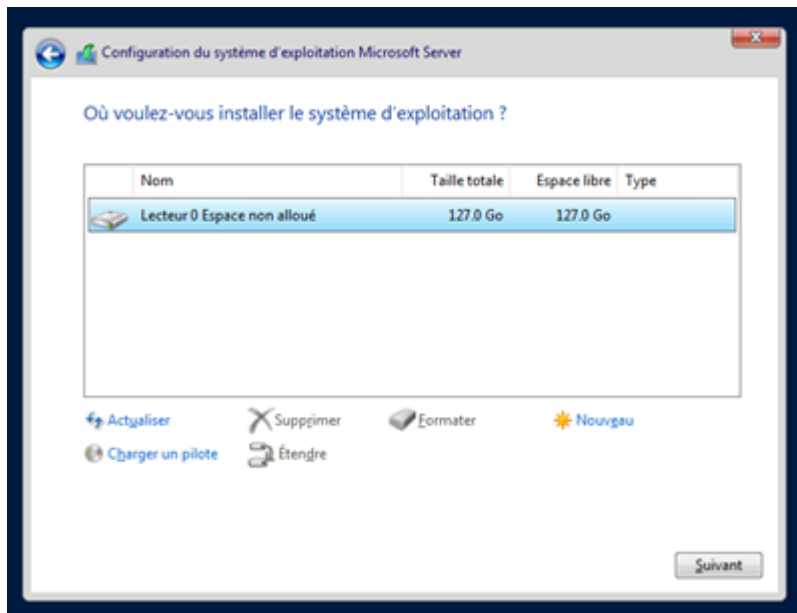 Configuration du système d'exploitation Microsoft Server
Où voulez-vous installer le système d'exploitation ?
Nom Taille totale Espace libre Type
Lecteur 0 Espace non alloué 127.0 Go 127.0 Go
Actualiser Supprimer Formater Nouveau
Charger un pilote Étendre
Suivant